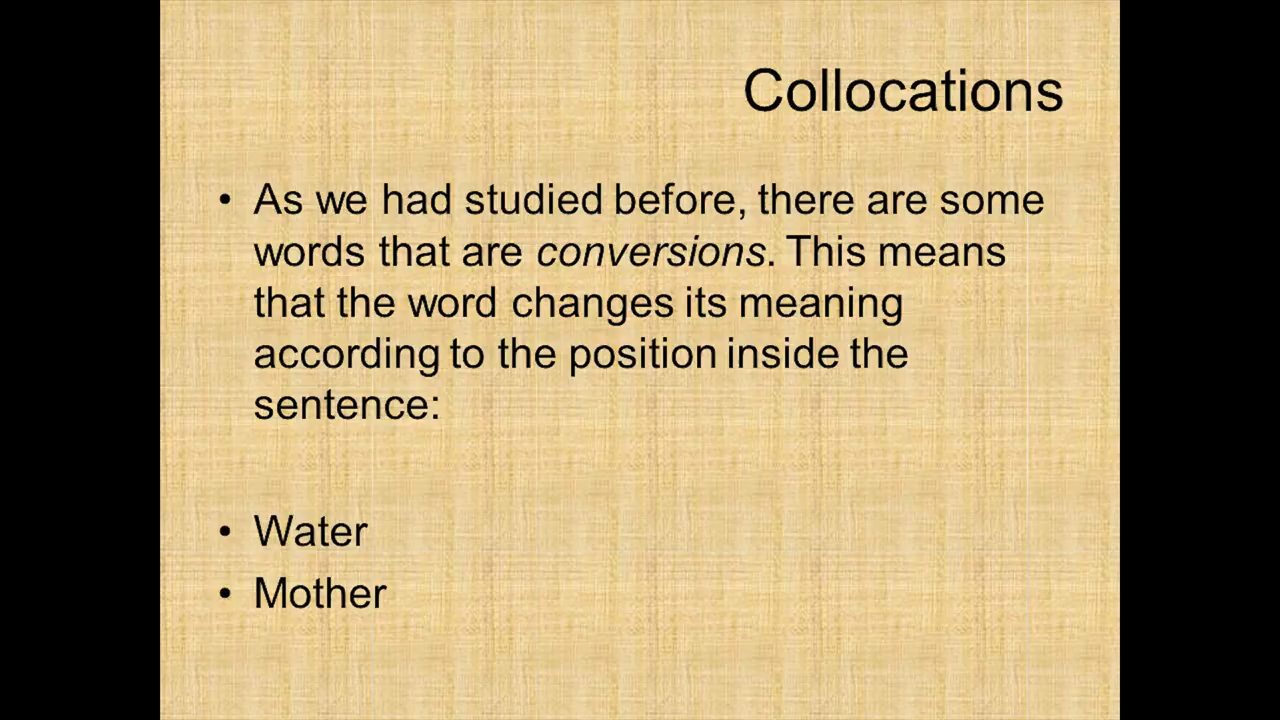 Collocations
• As we had studied before, there are some
words that are conversions. This means
that the word changes its meaning
according to the position inside the
sentence:
• Water
• Mother